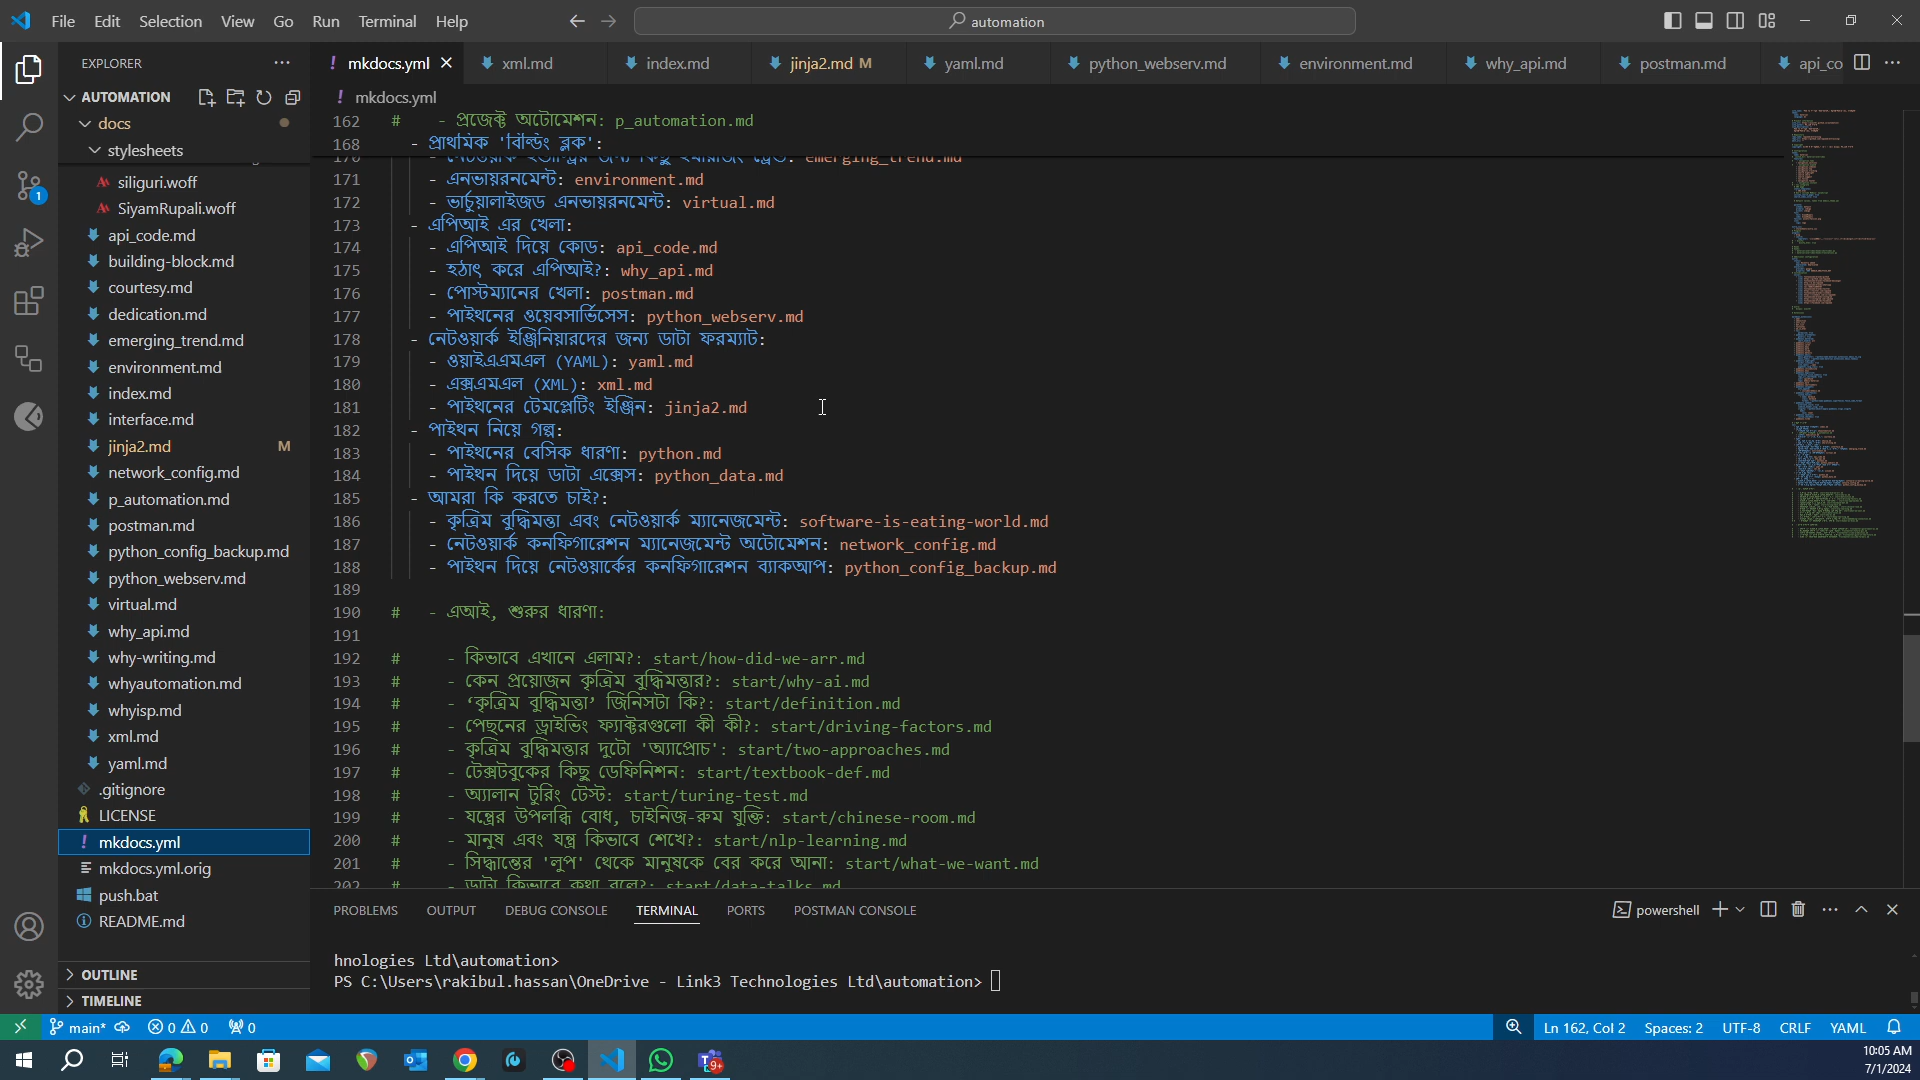 File Edit Selection View Go Run Terminal Help
automation
EXPLORER
mkdocs.yml
xml.md
index.md
jinja2.md M
yaml.md
python_webserv.md
environment.md
why_api.md
postman.md
api_co
AUTOMATION
mkdocs.yml
docs
stylesheets
siliguri.woff
SiyamRupali.woff
api_code.md
building-block.md
courtesy.md
dedication.md
emerging_trend.md
environment.md
index.md
interface.md
jinja2.md M
network_config.md
p_automation.md
postman.md
python_config_backup.md
python_webserv.md
virtual.md
why_api.md
why-writing.md
whyautomation.md
whyisp.md
xml.md
yaml.md
.gitignore
LICENSE
mkdocs.yml
mkdocs.yml.orig
push.bat
README.md
OUTLINE
TIMELINE
162 # - প্রজেক্ট অটোমেশন: p_automation.md
168 - প্রাথমিক 'বিল্ডিং ব্লক':
171 - এনভায়রনমেন্ট: environment.md
172 - ভার্চুয়ালাইজড এনভায়রনমেন্ট: virtual.md
173 - এপিআই এর খেলা:
174 - এপিআই দিয়ে কোড: api_code.md
175 - হঠাৎ করে এপিআই?: why_api.md
176 - পোস্টম্যানের খেলা: postman.md
177 - পাইথনের ওয়েবসার্ভিসেস: python_webserv.md
178 - নেটওয়ার্ক ইঞ্জিনিয়ারদের জন্য ডাটা ফরম্যাট:
179 - ওয়াইএএমএল (YAML): yaml.md
180 - এক্সএমএল (XML): xml.md
181 - পাইথনের টেমপ্লেটিং ইঞ্জিন: jinja2.md
182 - পাইথন নিয়ে গল্প:
183 - পাইথনের বেসিক ধারণা: python.md
184 - পাইথন দিয়ে ডাটা এক্সেস: python_data.md
185 - আমরা কি করতে চাই?:
186 - কৃত্রিম বুদ্ধিমত্তা এবং নেটওয়ার্ক ম্যানেজমেন্ট: software-is-eating-world.md
187 - নেটওয়ার্ক কনফিগারেশন ম্যানেজমেন্ট অটোমেশন: network_config.md
188 - পাইথন দিয়ে নেটওয়ার্কের কনফিগারেশন ব্যাকআপ: python_config_backup.md
189
190 # - এআই, শুরুর ধারণা:
191
192 # - কিভাবে এখানে এলাম?: start/how-did-we-arr.md
193 # - কেন প্রয়োজন কৃত্রিম বুদ্ধিমত্তার?: start/why-ai.md
194 # - ‘কৃত্রিম বুদ্ধিমত্তা’ জিনিসটা কি?: start/definition.md
195 # - পেছনের ড্রাইভিং ফ্যাক্টরগুলো কী কী?: start/driving-factors.md
196 # - কৃত্রিম বুদ্ধিমত্তার দুটো 'অ্যাপ্রোচ': start/two-approaches.md
197 # - টেক্সটবুকের কিছু ডেফিনিশন: start/textbook-def.md
198 # - অ্যালান টুরিং টেস্ট: start/turing-test.md
199 # - যন্ত্রের উপলব্ধি বোধ, চাইনিজ-রুম যুক্তি: start/chinese-room.md
200 # - মানুষ এবং যন্ত্র কিভাবে শেখে?: start/nlp-learning.md
201 # - সিদ্ধান্তের 'লুপ' থেকে মানুষকে বের করে আনা: start/what-we-want.md
202 # - ডাটা কিভাবে কথা বলে?: start/data-talks.md
PROBLEMS OUTPUT DEBUG CONSOLE TERMINAL PORTS POSTMAN CONSOLE
powershell
hnologies Ltd\automation>
PS C:\Users\rakibul.hassan\OneDrive - Link3 Technologies Ltd\automation>
main* 0 0 0
Ln 162, Col 2 Spaces: 2 UTF-8 CRLF YAML
10:05 AM
7/1/2024